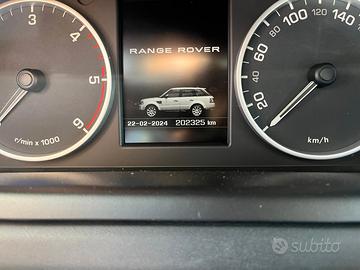 3 4 5 6
r/min x 1000
RANGE ROVER
22-02-2024 202325 km
20 40 60 80 100 120 140
km/h
subito